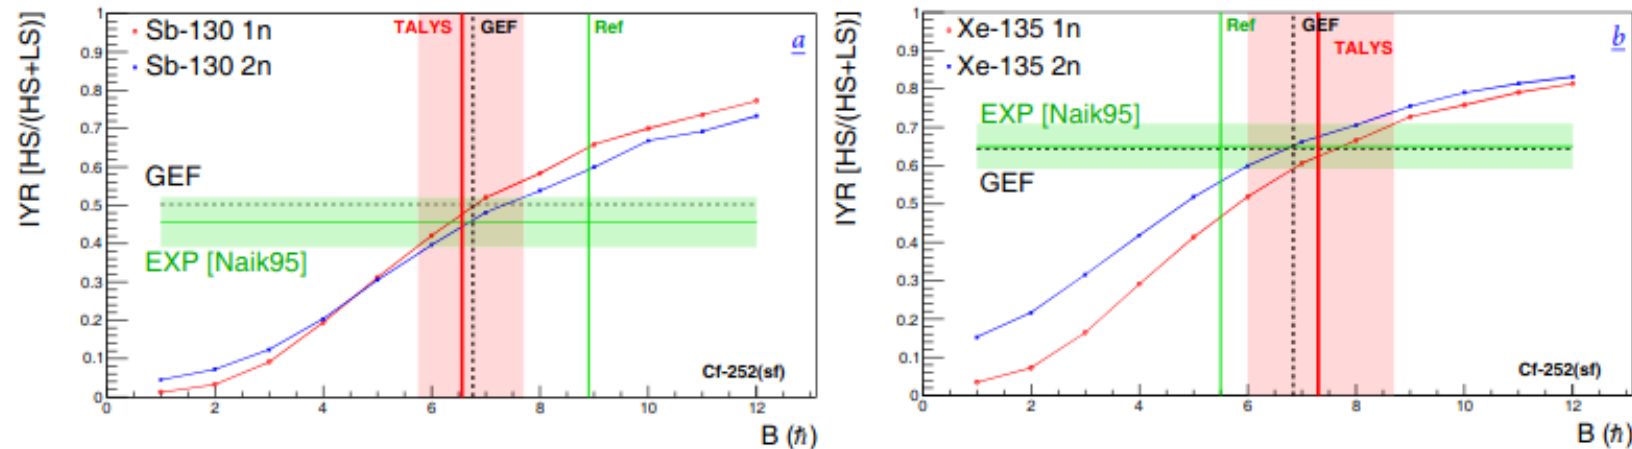 IYR [HS/(HS+LS)]
1
0.9
0.8
0.7
0.6
0.5
0.4
0.3
0.2
0.1
0
Sb-130 1n
Sb-130 2n
TALYS
GEF
Ref
a
GEF
EXP [Naik95]
Cf-252(sf)
0 2 4 6 8 10 12
B (ℏ)
IYR [HS/(HS+LS)]
1
0.9
0.8
0.7
0.6
0.5
0.4
0.3
0.2
0.1
0
Xe-135 1n
Xe-135 2n
Ref
GEF
TALYS
b
EXP [Naik95]
GEF
Cf-252(sf)
0 2 4 6 8 10 12
B (ℏ)